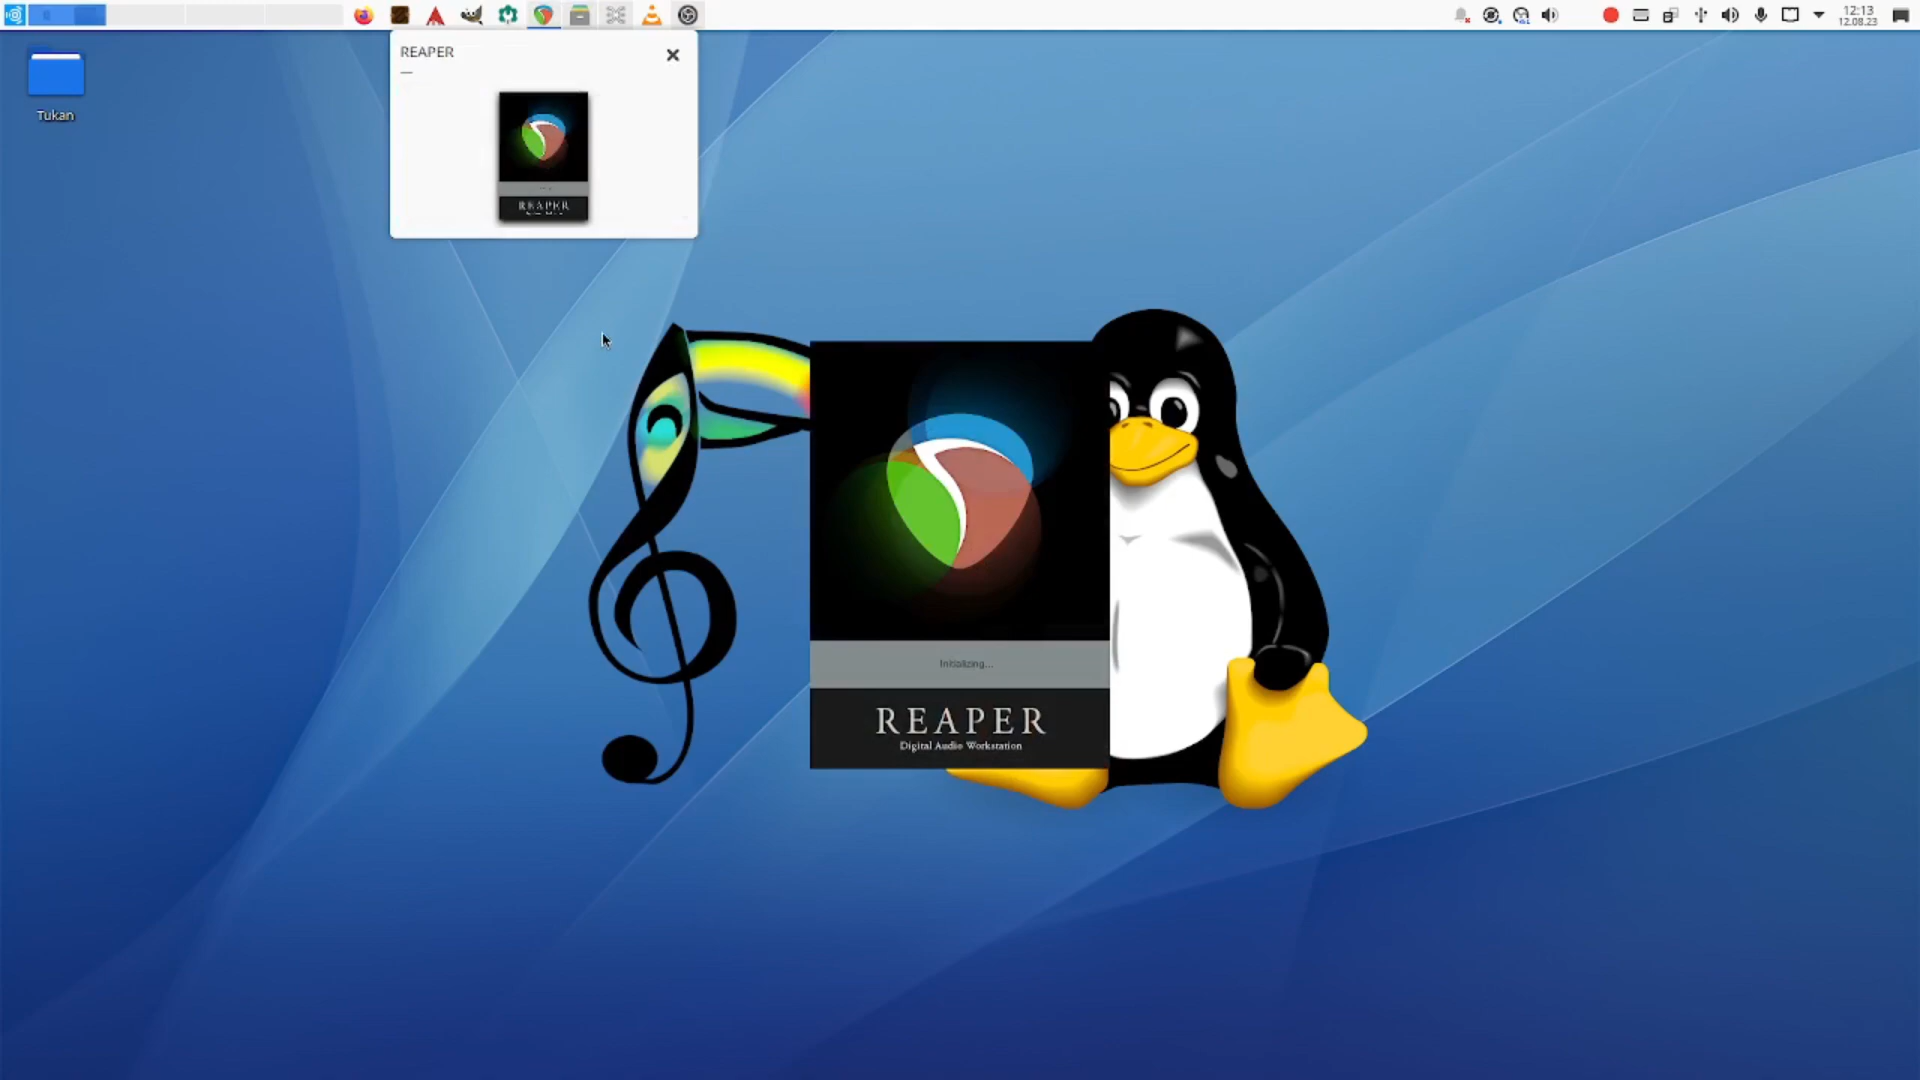 12:13
12.08.23
REAPER
Tukan
REAPER
Initializing...
REAPER
Digital Audio Workstation